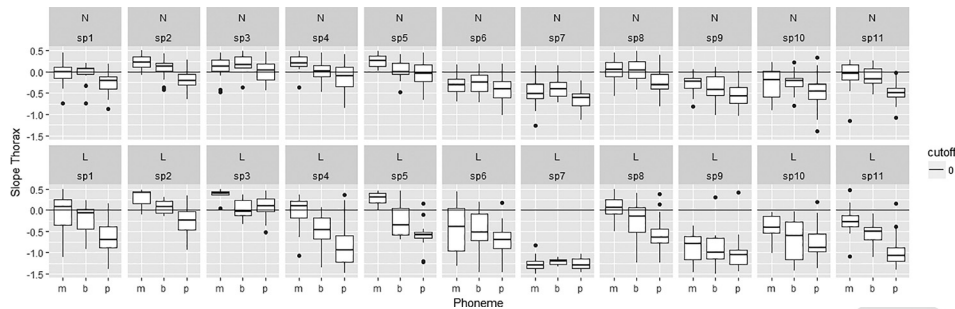 N N N N N N N N N N N
sp1 sp2 sp3 sp4 sp5 sp6 sp7 sp8 sp9 sp10 sp11
0.5
0.0
-0.5
-1.0
-1.5
Slope Thorax
L L L L L L L L L L L
sp1 sp2 sp3 sp4 sp5 sp6 sp7 sp8 sp9 sp10 sp11
0.5
0.0
-0.5
-1.0
-1.5
m b p m b p m b p m b p m b p m b p m b p m b p m b p m b p m b p
Phoneme
cutoff
0